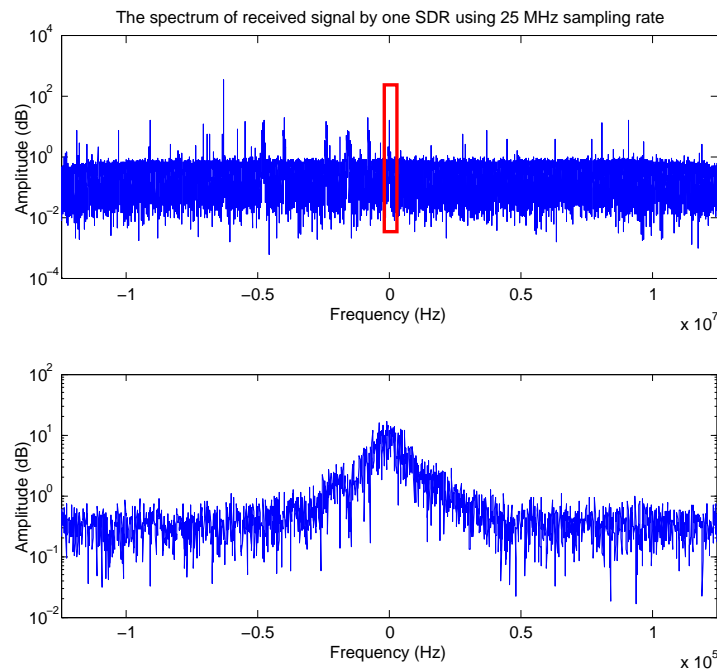 The spectrum of received signal by one SDR using 25 MHz sampling rate
10^4
10^2
10^0
10^−2
10^−4
Amplitude (dB)
−1 −0.5 0 0.5 1
Frequency (Hz)
x 10^7
10^2
10^1
10^0
10^−1
10^−2
Amplitude (dB)
−1 −0.5 0 0.5 1
Frequency (Hz)
x 10^5